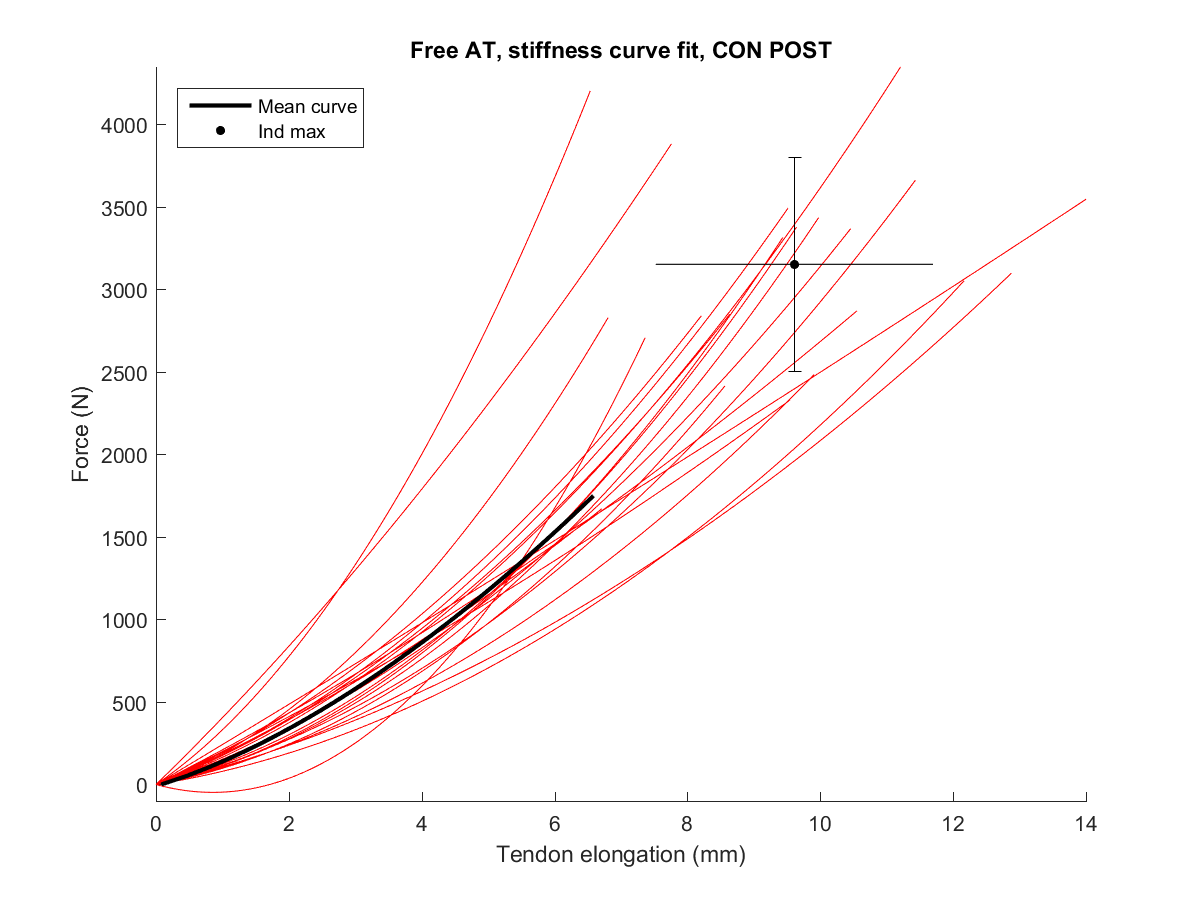 Free AT, stiffness curve fit, CON POST
Mean curve
Ind max
4000
3500
3000
2500
2000
1500
1000
500
0
Force (N)
0 2 4 6 8 10 12 14
Tendon elongation (mm)